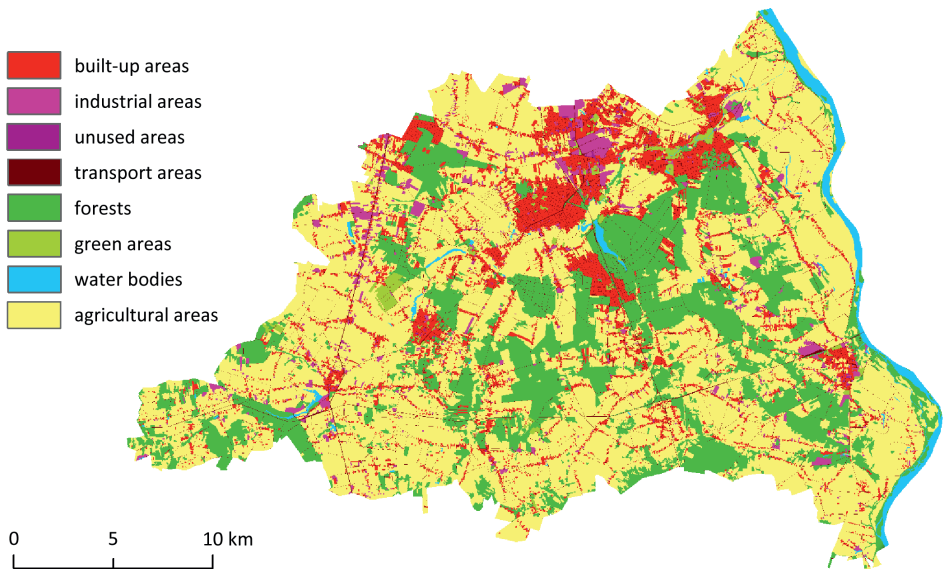 built-up areas
industrial areas
unused areas
transport areas
forests
green areas
water bodies
agricultural areas
0 5 10 km